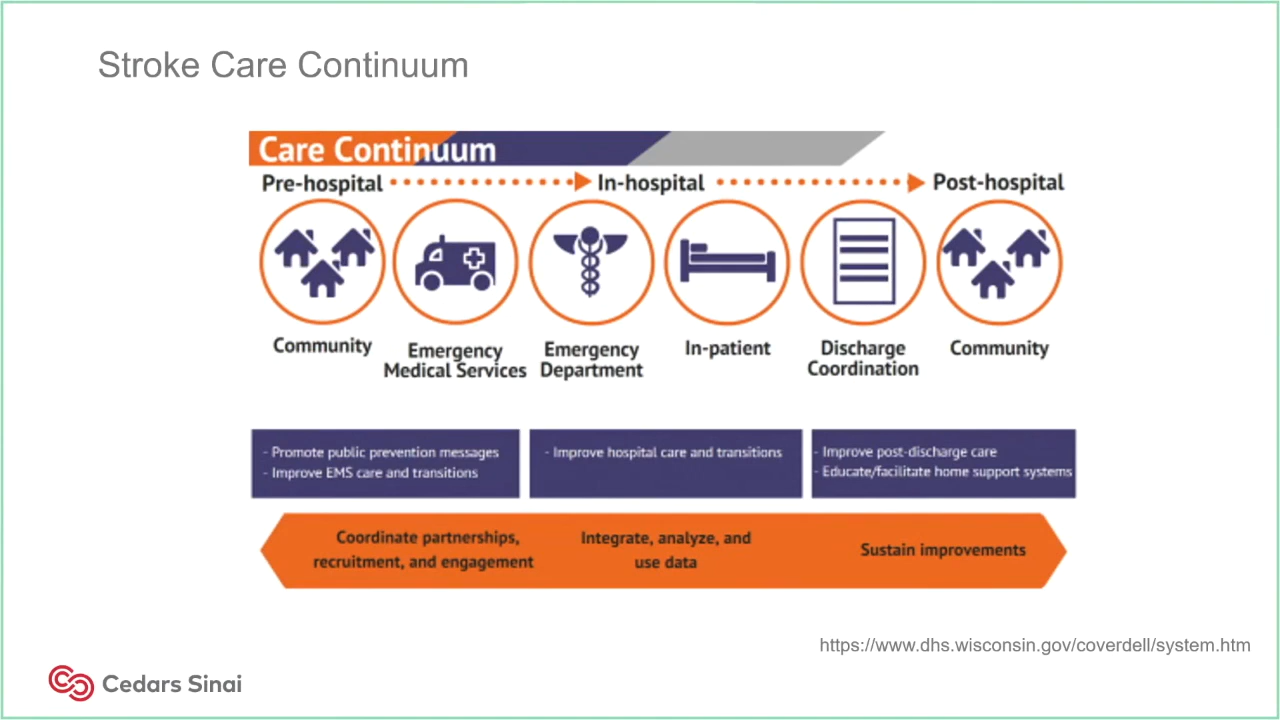 Stroke Care Continuum
Care Continuum
Pre-hospital
In-hospital
Post-hospital
Community
Emergency
Medical Services
Emergency
Department
In-patient
Discharge
Coordination
Community
- Promote public prevention messages
- Improve EMS care and transitions
- Improve hospital care and transitions
- Improve post-discharge care
- Educate/facilitate home support systems
Coordinate partnerships,
recruitment, and engagement
Integrate, analyze, and
use data
Sustain improvements
https://www.dhs.wisconsin.gov/coverdell/system.htm
Cedars Sinai